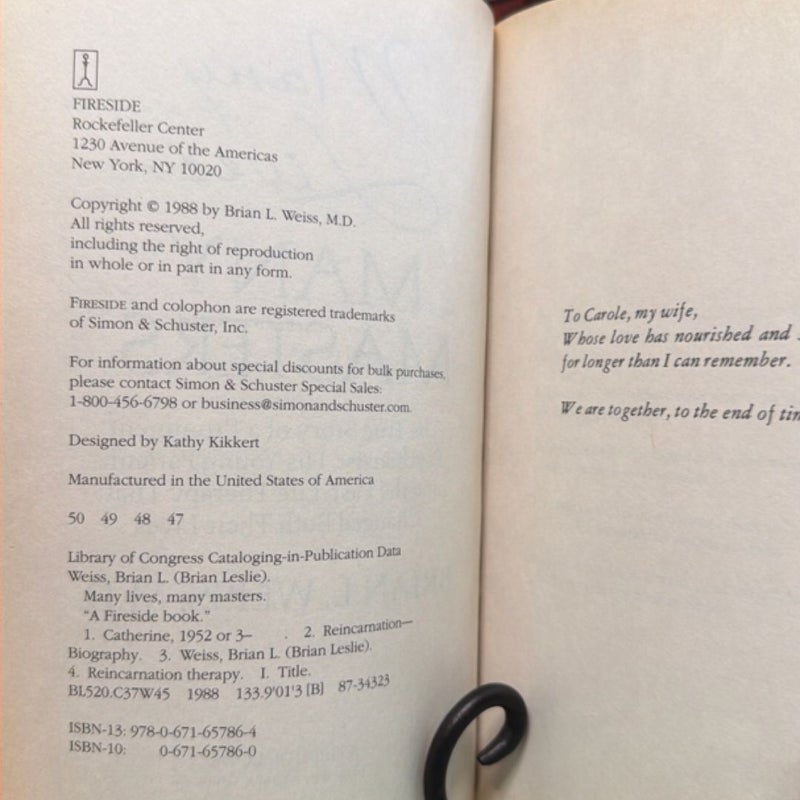 FIRESIDE
Rockefeller Center
1230 Avenue of the Americas
New York, NY 10020
Copyright © 1988 by Brian L. Weiss, M.D.
All rights reserved,
including the right of reproduction
in whole or in part in any form.
FIRESIDE and colophon are registered trademarks
of Simon & Schuster, Inc.
For information about special discounts for bulk purchases,
please contact Simon & Schuster Special Sales:
1-800-456-6798 or business@simonandschuster.com.
Designed by Kathy Kikkert
Manufactured in the United States of America
50 49 48 47
Library of Congress Cataloging-in-Publication Data
Weiss, Brian L. (Brian Leslie).
Many lives, many masters.
"A Fireside book."
1. Catherine, 1952 or 3– . 2. Reincarnation—
Biography. 3. Weiss, Brian L. (Brian Leslie).
4. Reincarnation therapy. I. Title.
BL520.C37W45 1988 133.9'01'3 [B] 87-34323
ISBN-13: 978-0-671-65786-4
ISBN-10: 0-671-65786-0
To Carole, my wife,
Whose love has nourished and
for longer than I can remember.
We are together, to the end of